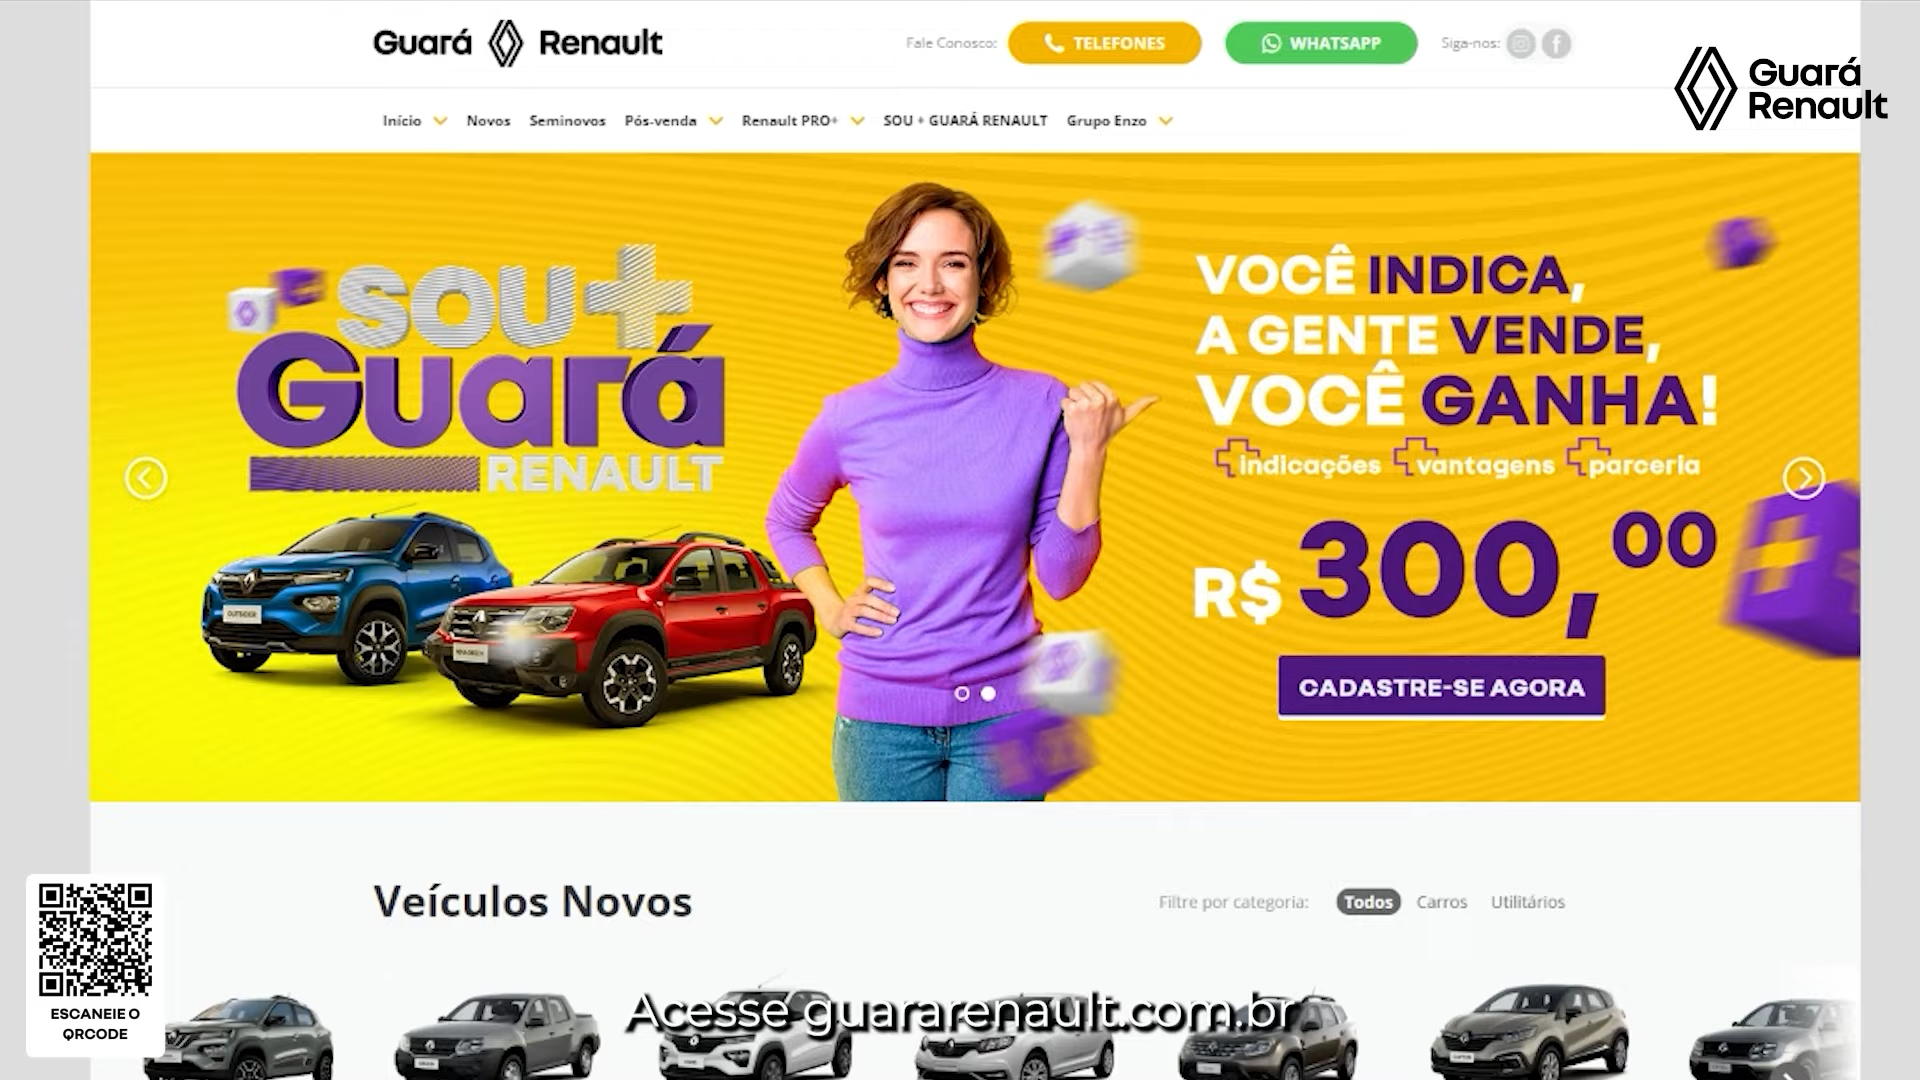 Guará Renault
Fale Conosco:
TELEFONES
WHATSAPP
Siga-nos:
Guará
Renault
Início
Novos
Seminovos
Pós-venda
Renault PRO+
SOU + GUARÁ RENAULT
Grupo Enzo
SOU+
Guará
RENAULT
VOCÊ INDICA,
A GENTE VENDE,
VOCÊ GANHA!
+indicações +vantagens +parceria
R$ 300,00
CADASTRE-SE AGORA
OUTSIDER
Veículos Novos
Filtre por categoria:
Todos
Carros
Utilitários
ESCANEIE O
QRCODE
Acesse guararenault.com.br